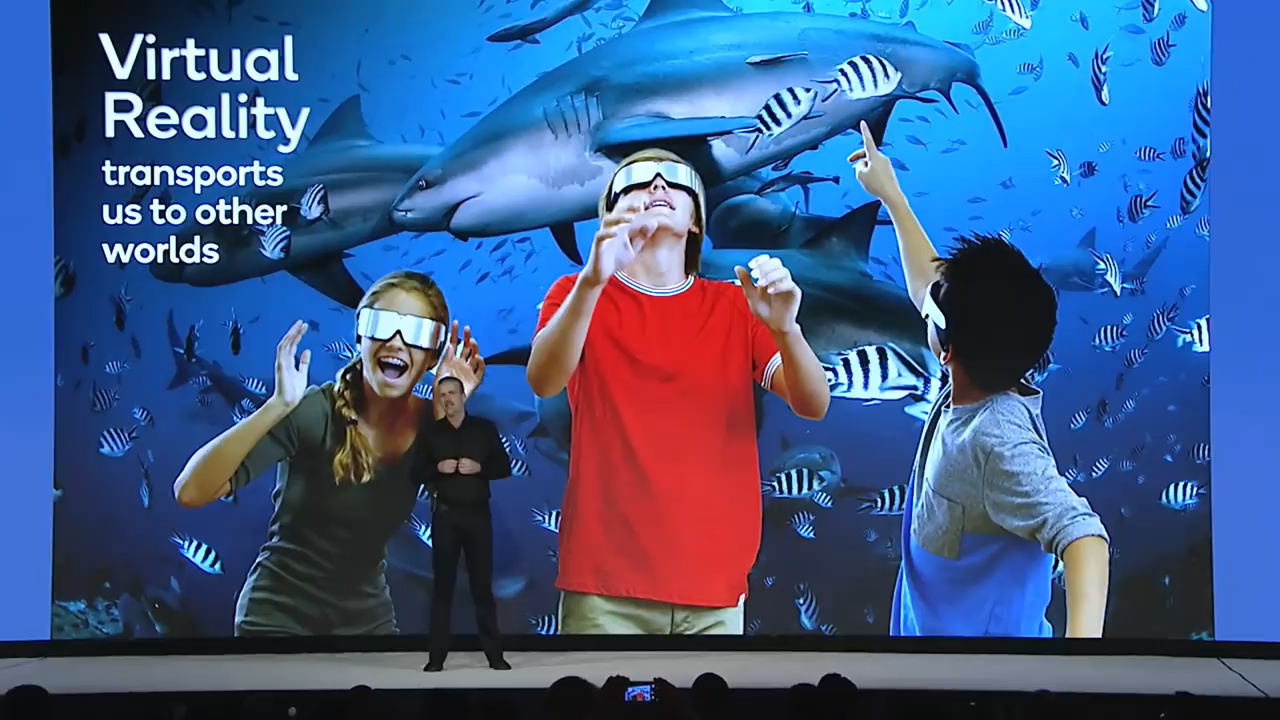 Virtual
Reality
transports
us to other
worlds